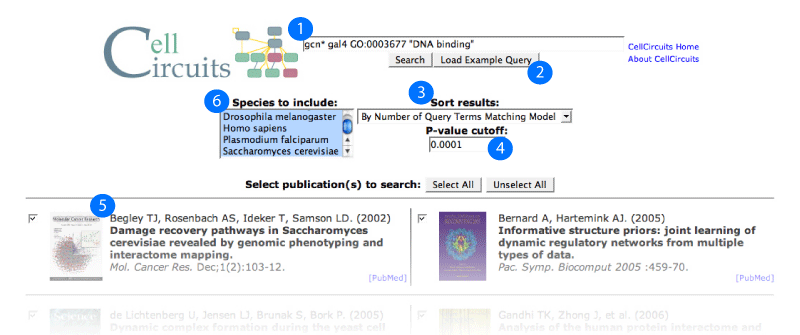 1
Cell Circuits
gcn* gal4 GO:0003677 "DNA binding"
CellCircuits Home
About CellCircuits
Search
Load Example Query
2
6
Species to include:
3
Sort results:
Drosophila melanogaster
Homo sapiens
Plasmodium falciparum
Saccharomyces cerevisiae
By Number of Query Terms Matching Model
P-value cutoff:
0.0001
4
Select publication(s) to search:
Select All
Unselect All
5
Begley TJ, Rosenbach AS, Ideker T, Samson LD. (2002)
Damage recovery pathways in Saccharomyces
cerevisiae revealed by genomic phenotyping and
interactome mapping.
Mol. Cancer Res. Dec;1(2):103-12.
[PubMed]
Bernard A, Hartemink AJ. (2005)
Informative structure priors: joint learning of
dynamic regulatory networks from multiple
types of data.
Pac. Symp. Biocomput 2005 :459-70.
[PubMed]
de Lichtenberg U, Jensen LJ, Brunak S, Bork P. (2005)
Dynamic complex formation during the yeast cell
Gandhi TK, Zhong J, et al. (2006)
Analysis of the human protein interactome and